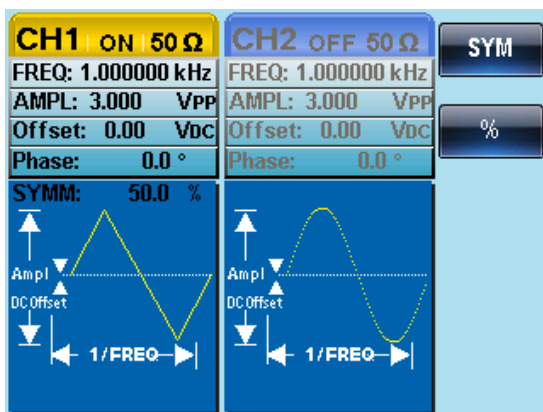 CH1 ON 50 Ω
FREQ: 1.000000 kHz
AMPL: 3.000 VPP
Offset: 0.00 VDC
Phase: 0.0 °
SYMM: 50.0 %
Ampl
DC Offset
1/FREQ
CH2 OFF 50 Ω
FREQ: 1.000000 kHz
AMPL: 3.000 VPP
Offset: 0.00 VDC
Phase: 0.0 °
Ampl
DC Offset
1/FREQ
SYM
%